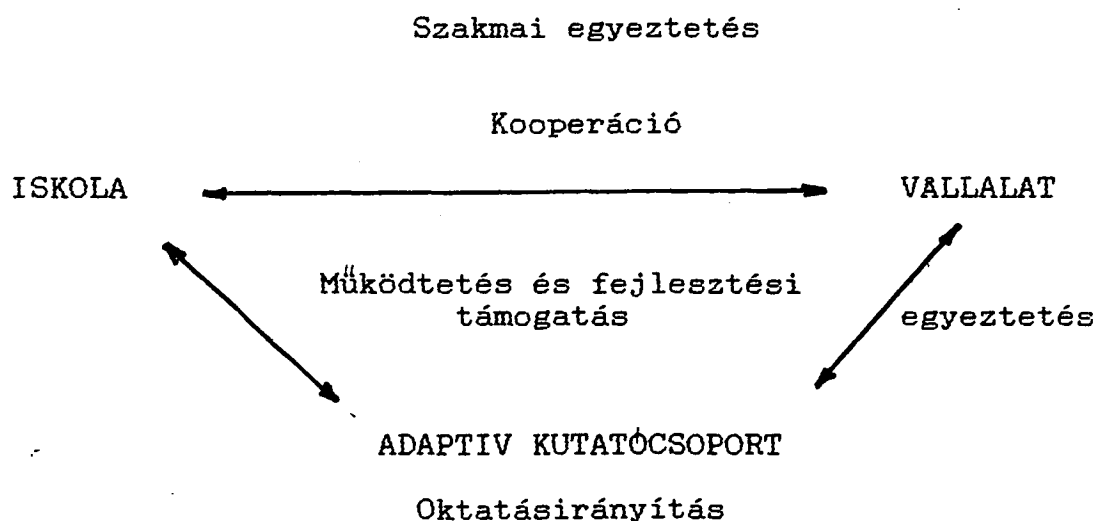 Szakmai egyeztetés
Kooperáció
ISKOLA VÁLLALAT
Működtetés és fejlesztési
támogatás egyeztetés
ADAPTIV KUTATÓCSOPORT
Oktatásirányítás